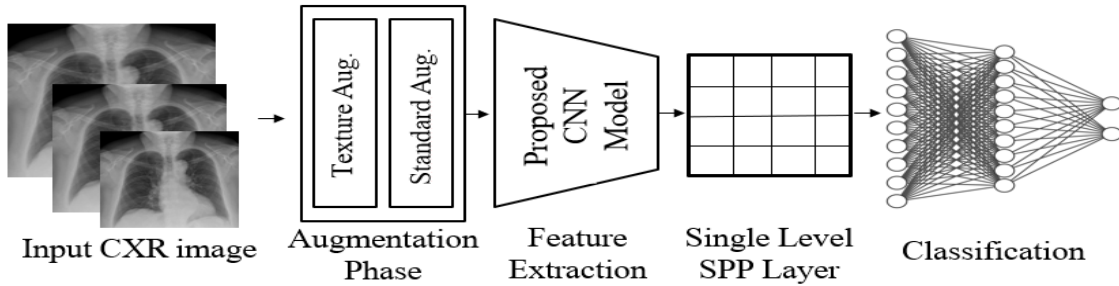 Texture Aug.
Standard Aug.
Proposed
CNN
Model
Input CXR image
Augmentation
Phase
Feature
Extraction
Single Level
SPP Layer
Classification